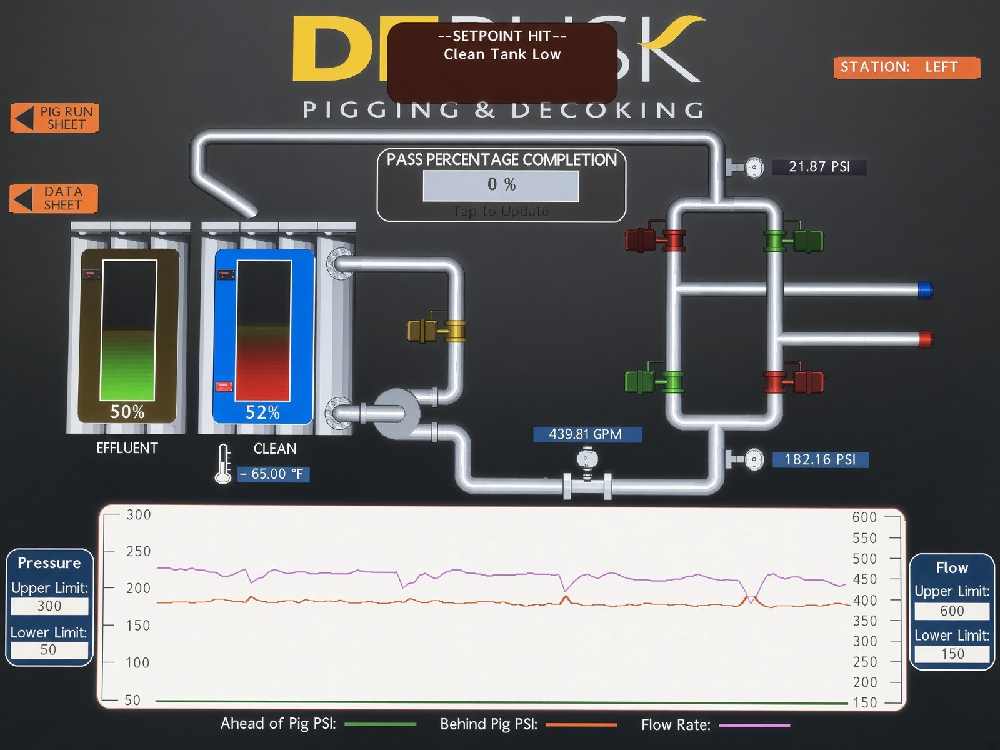 --SETPOINT HIT--
Clean Tank Low
PIGGING & DECOKING
STATION: LEFT
PIG RUN
SHEET
DATA
SHEET
PASS PERCENTAGE COMPLETION
0 %
Tap to Update
21.87 PSI
50%
52%
EFFLUENT
CLEAN
- 65.00 °F
439.81 GPM
182.16 PSI
Pressure
Upper Limit:
300
Lower Limit:
50
300
250
200
150
100
50
600
550
500
450
400
350
300
250
200
150
Flow
Upper Limit:
600
Lower Limit:
150
Ahead of Pig PSI:
Behind Pig PSI:
Flow Rate: